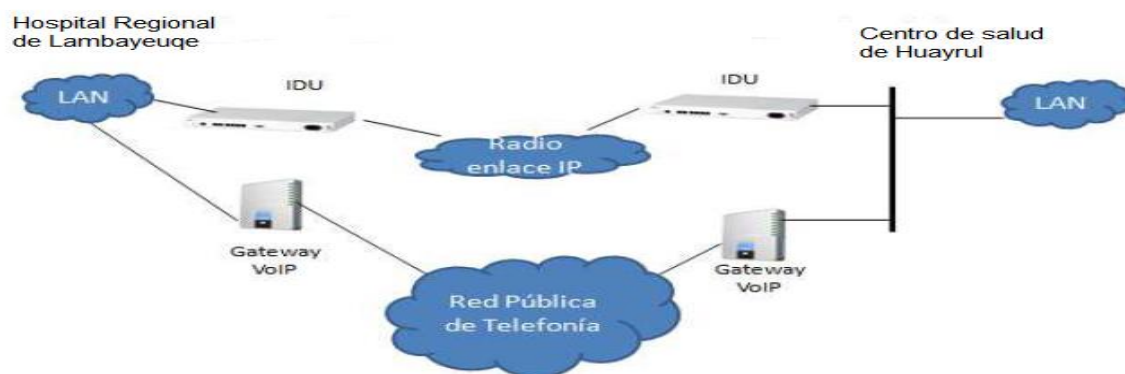 Hospital Regional
de Lambayeuqe
Centro de salud
de Huayrul
IDU
IDU
LAN
LAN
Radio
enlace IP
Gateway
VoIP
Gateway
VoIP
Red Pública
de Telefonía